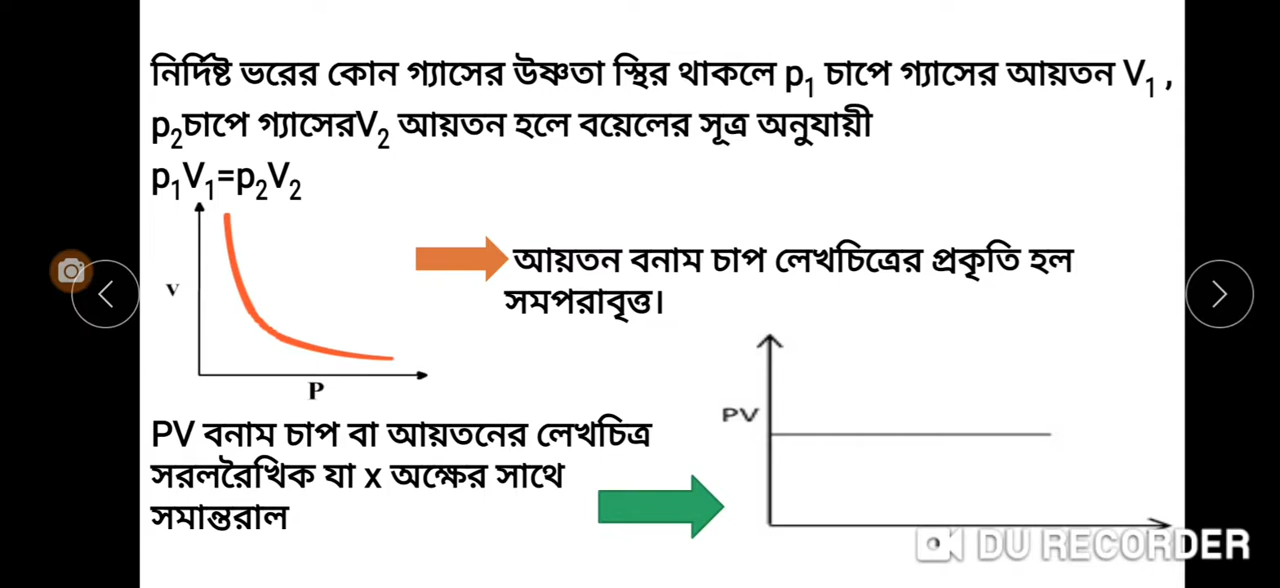 নির্দিষ্ট ভরের কোন গ্যাসের উষ্ণতা স্থির থাকলে p₁ চাপে গ্যাসের আয়তন V₁ ,
p₂চাপে গ্যাসেরV₂ আয়তন হলে বয়েলের সূত্র অনুযায়ী
p₁V₁=p₂V₂
v
P
আয়তন বনাম চাপ লেখচিত্রের প্রকৃতি হল
সমপরাবৃত্ত।
PV বনাম চাপ বা আয়তনের লেখচিত্র
সরলরৈখিক যা x অক্ষের সাথে
সমান্তরাল
PV
DU RECORDER